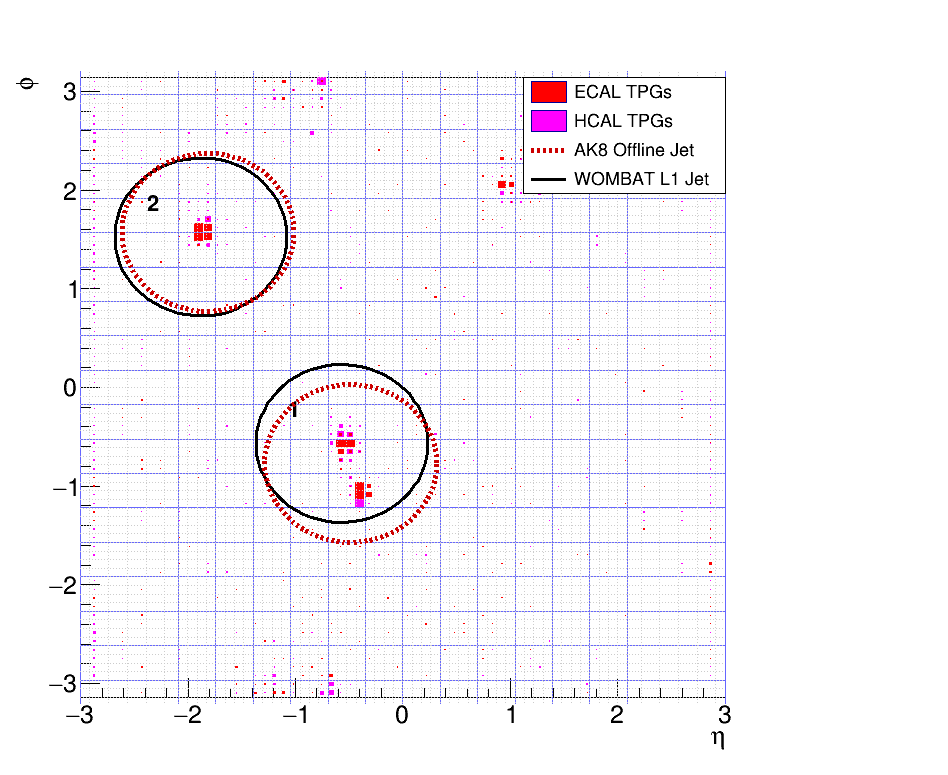 φ
3
2
1
0
−1
−2
−3
−3 −2 −1 0 1 2 3
η
ECAL TPGs
HCAL TPGs
AK8 Offline Jet
WOMBAT L1 Jet
2
1